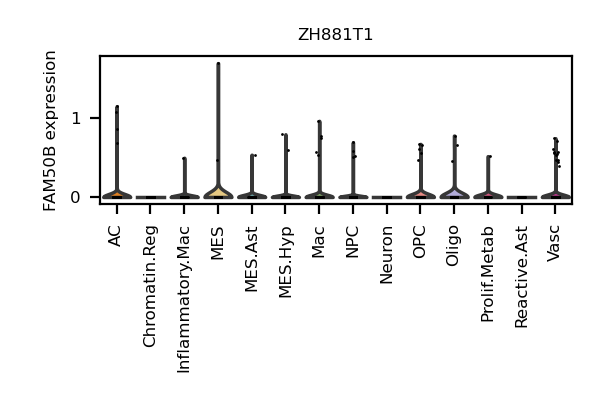 ZH881T1
FAM50B expression
1
0
AC
Chromatin.Reg
Inflammatory.Mac
MES
MES.Ast
MES.Hyp
Mac
NPC
Neuron
OPC
Oligo
Prolif.Metab
Reactive.Ast
Vasc